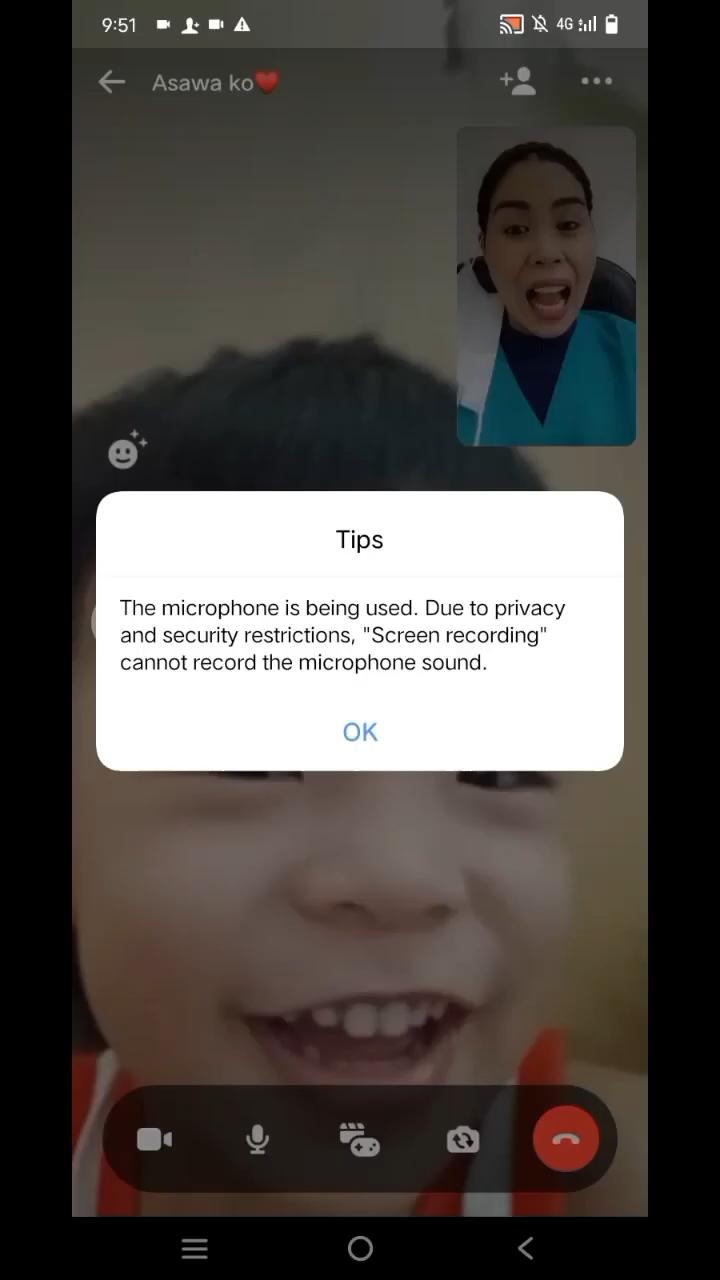 9:51
4G
Asawa ko❤️
Tips
The microphone is being used. Due to privacy
and security restrictions, "Screen recording"
cannot record the microphone sound.
OK